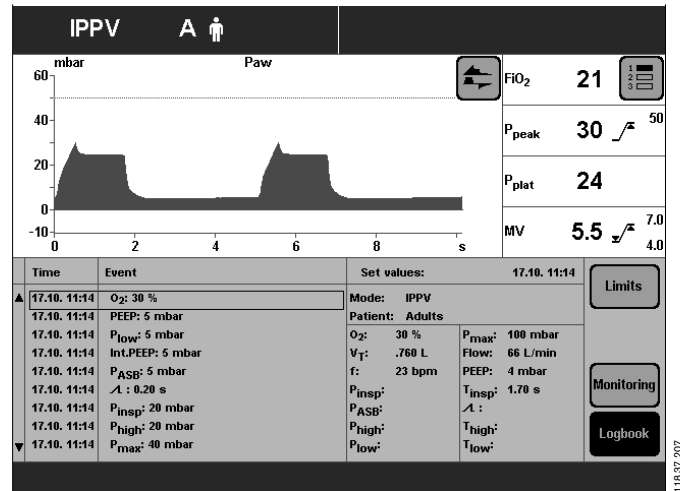 IPPV A
mbar Paw
60
40
20
0
-10
0 2 4 6 8 s
FiO2 21
1
2
3
Ppeak 30 50
Pplat 24
MV 5.5 7.0
4.0
Time Event
17.10. 11:14 O2: 30 %
17.10. 11:14 PEEP: 5 mbar
17.10. 11:14 Plow: 5 mbar
17.10. 11:14 Int.PEEP: 5 mbar
17.10. 11:14 PASB: 5 mbar
17.10. 11:14 : 0.20 s
17.10. 11:14 Pinsp: 20 mbar
17.10. 11:14 Phigh: 20 mbar
17.10. 11:14 Pmax: 40 mbar
Set values: 17.10. 11:14
Mode: IPPV
Patient: Adults
O2: 30 % Pmax: 100 mbar
VT: .760 L Flow: 66 L/min
f: 23 bpm PEEP: 4 mbar
Pinsp: Tinsp: 1.70 s
PASB: :
Phigh: Thigh:
Plow: Tlow:
Limits
Monitoring
Logbook